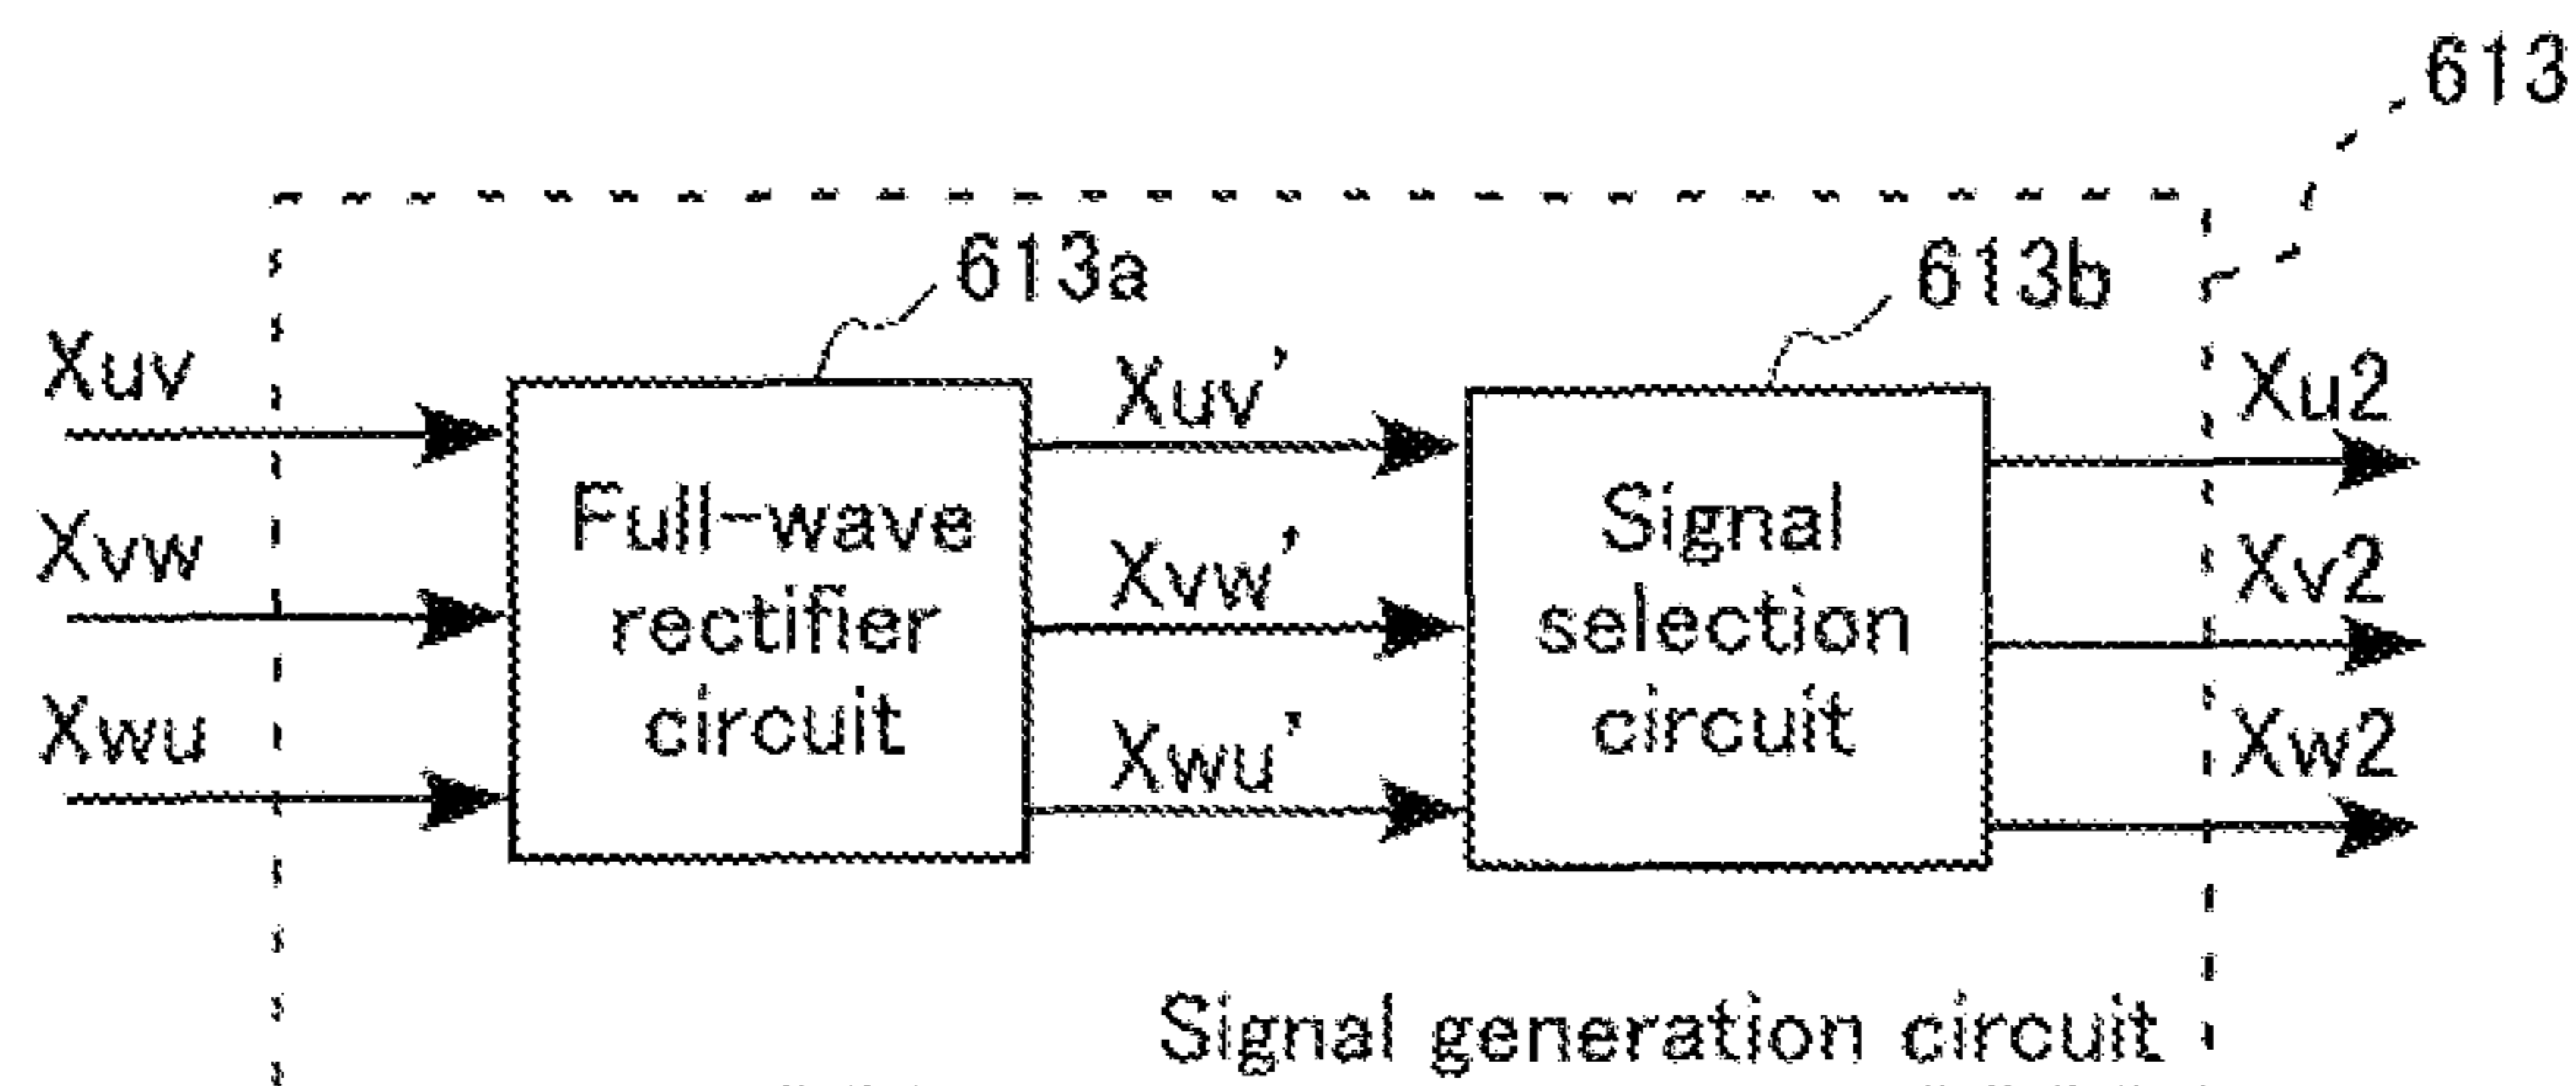 613
613a
613b
Xuv
Xvw
Xwu
Full-wave
rectifier
circuit
Xuv'
Xvw'
Xwu'
Signal
selection
circuit
Xu2
Xv2
Xw2
Signal generation circuit